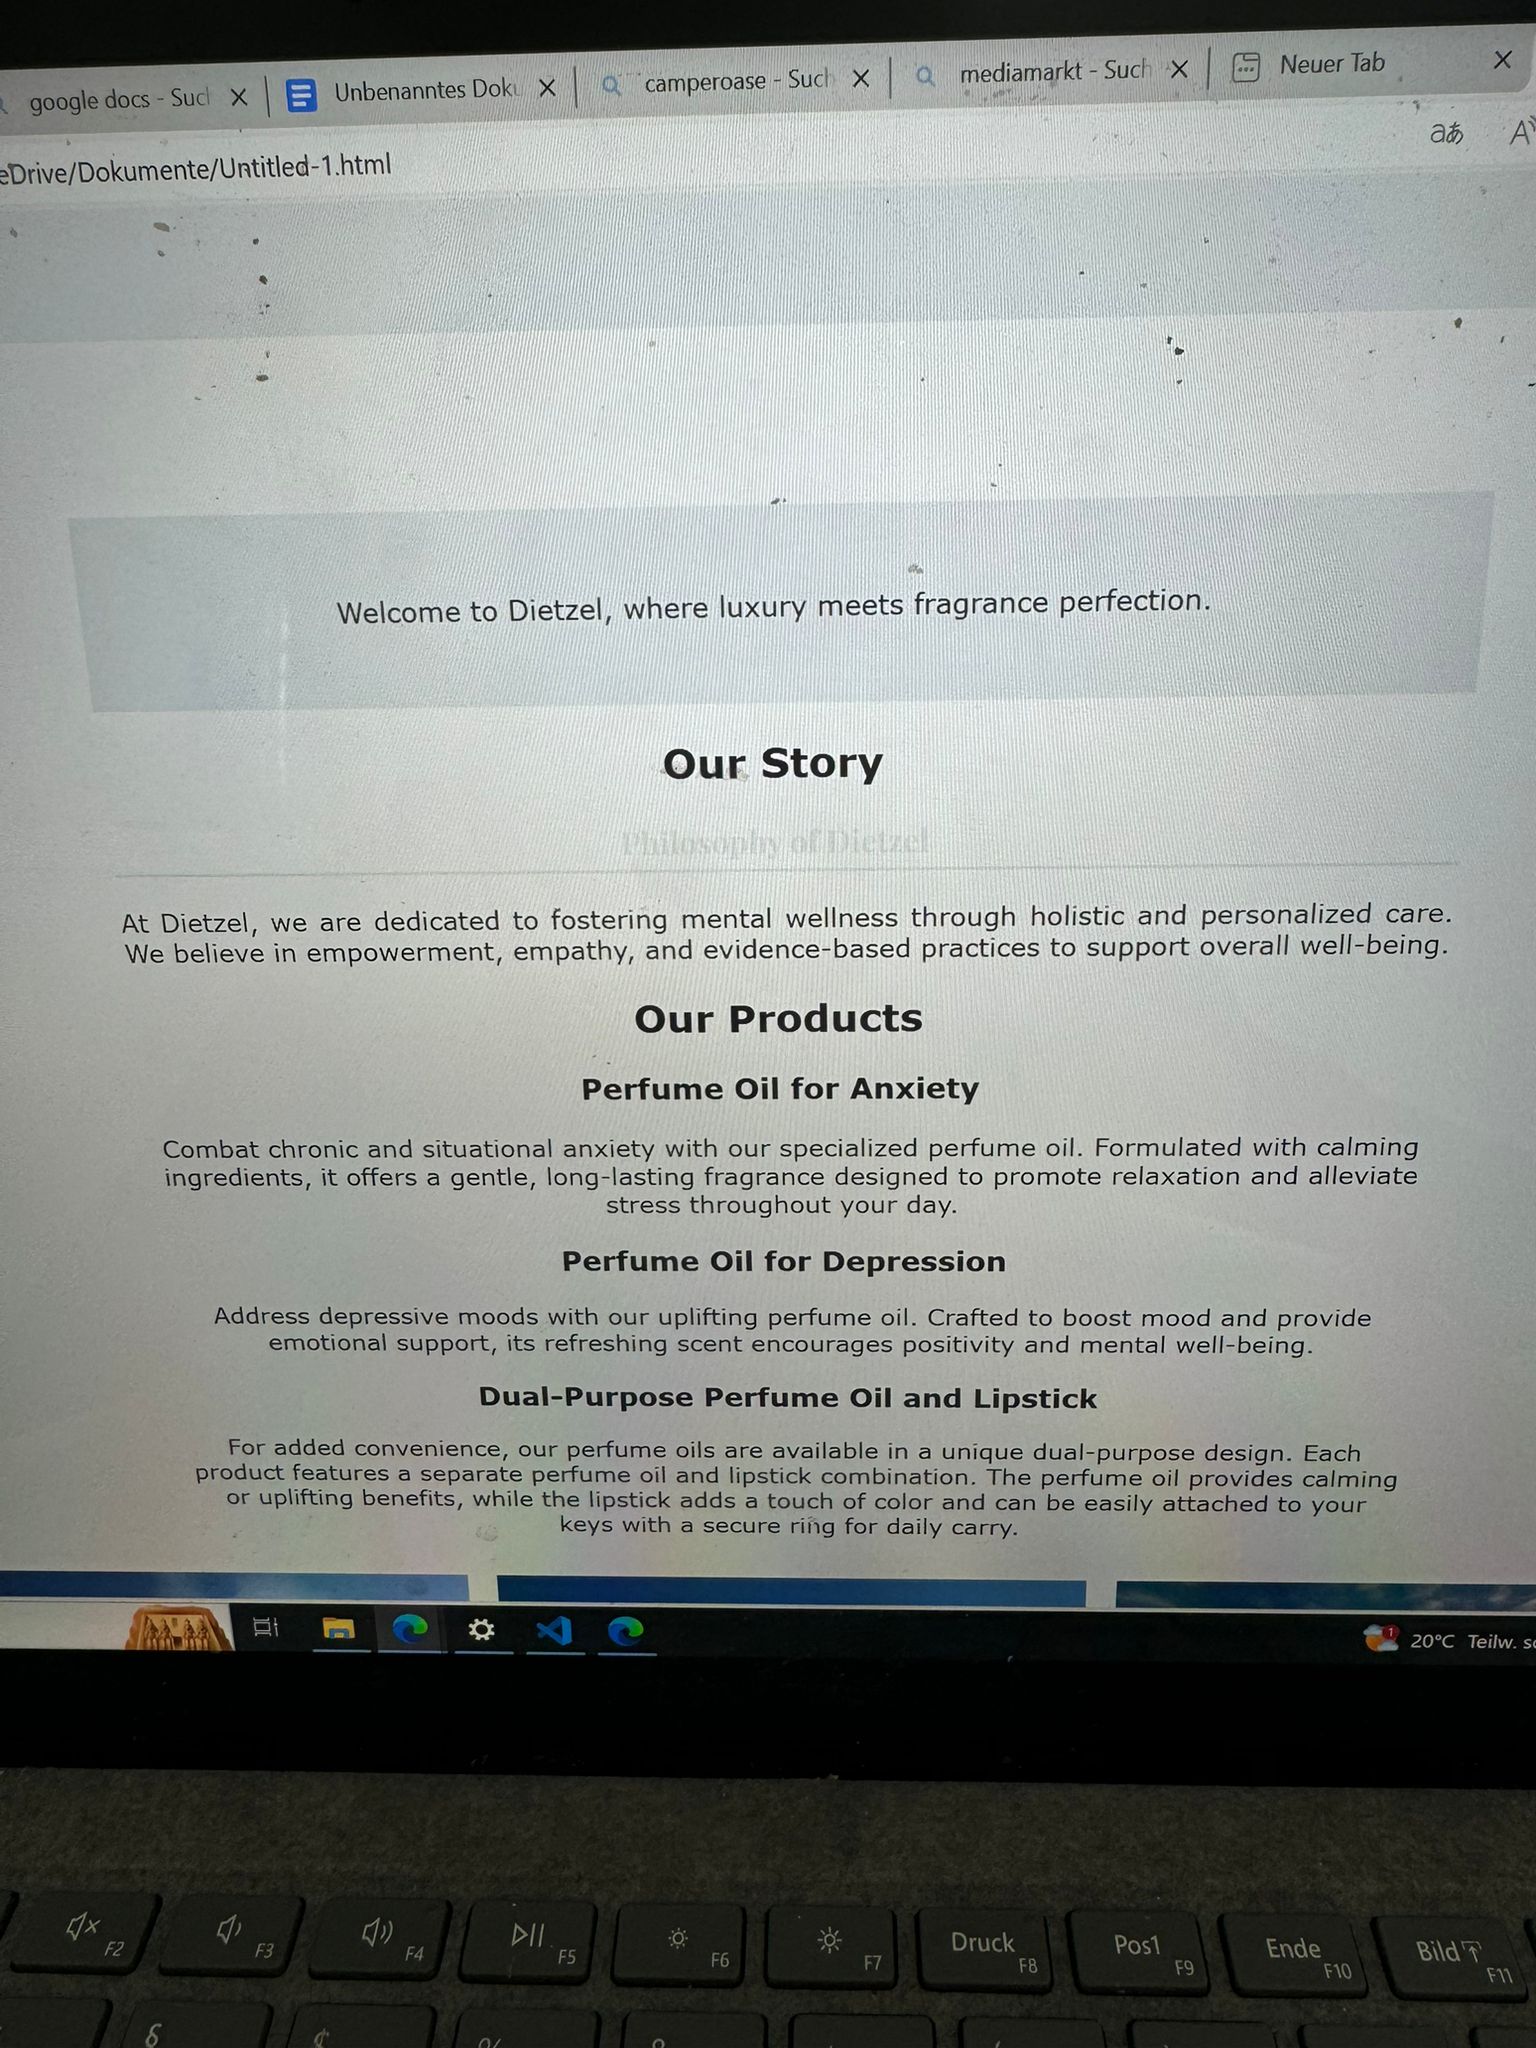 google docs - Sucl
Unbenanntes Doku
camperoase - Sucl
mediamarkt - Such
Neuer Tab
aあ A
eDrive/Dokumente/Untitled-1.html
Welcome to Dietzel, where luxury meets fragrance perfection.
Our Story
Philosophy of Dietzel
At Dietzel, we are dedicated to fostering mental wellness through holistic and personalized care.
We believe in empowerment, empathy, and evidence-based practices to support overall well-being.
Our Products
Perfume Oil for Anxiety
Combat chronic and situational anxiety with our specialized perfume oil. Formulated with calming
ingredients, it offers a gentle, long-lasting fragrance designed to promote relaxation and alleviate
stress throughout your day.
Perfume Oil for Depression
Address depressive moods with our uplifting perfume oil. Crafted to boost mood and provide
emotional support, its refreshing scent encourages positivity and mental well-being.
Dual-Purpose Perfume Oil and Lipstick
For added convenience, our perfume oils are available in a unique dual-purpose design. Each
product features a separate perfume oil and lipstick combination. The perfume oil provides calming
or uplifting benefits, while the lipstick adds a touch of color and can be easily attached to your
keys with a secure ring for daily carry.
1
20°C Teilw. so
F2
F3
F4
F5
F6
F7
Druck F8
Pos1 F9
Ende F10
Bild F11
§